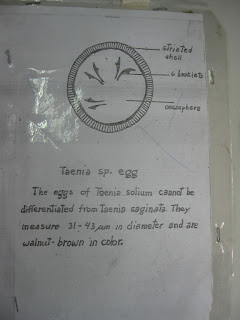 striated
shell
6 hooklets
oncosphere
Taenia sp. egg
The eggs of Taenia solium cannot be
differentiated from Taenia saginata. They
measure 31-43 µm in diameter and are
walnut-brown in color.